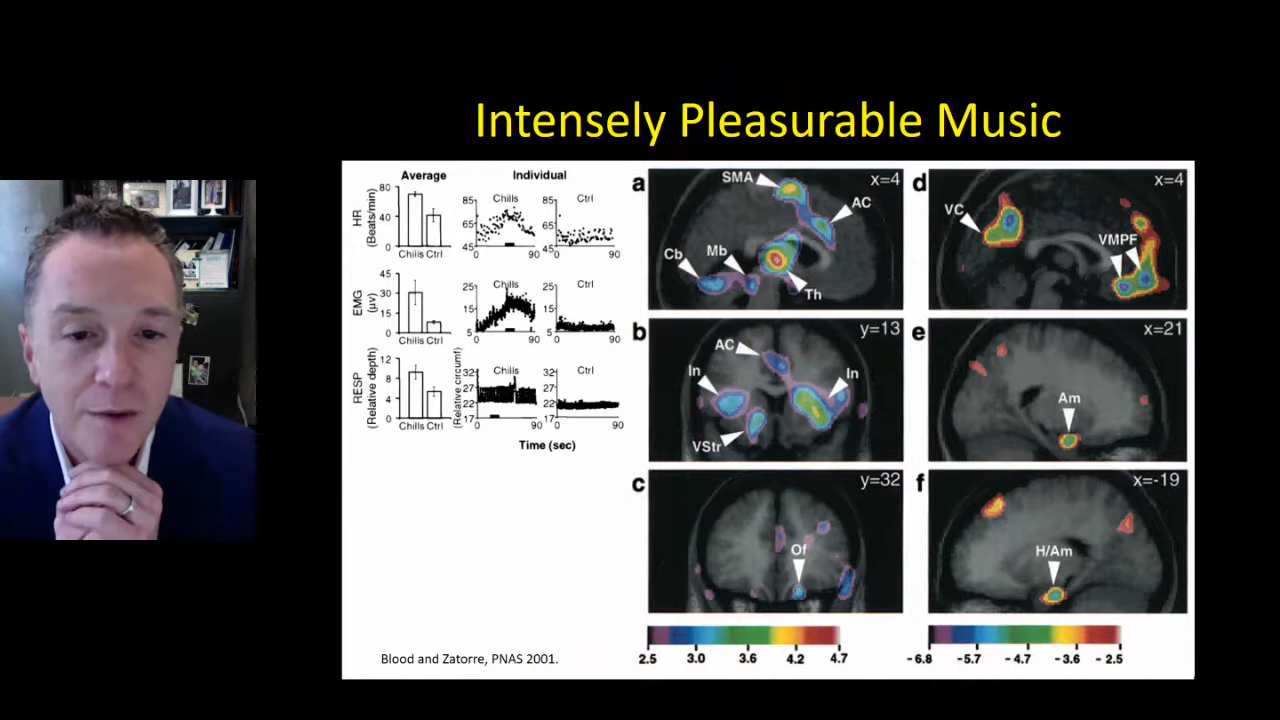 Intensely Pleasurable Music
Average
Individual
HR
(Beats/min)
80
40
0
Chills Ctrl
Chills
85
65
45
0
90
Ctrl
85
65
45
0
90
EMG
(μv)
45
30
15
0
Chills Ctrl
Chills
25
15
5
0
90
Ctrl
25
15
5
0
90
RESP
(Relative depth)
12
8
4
0
Chills Ctrl
(Relative circumf)
Chills
32
27
22
17
0
90
Ctrl
32
27
22
17
0
90
Time (sec)
a
SMA
x=4
AC
Cb
Mb
Th
b
y=13
AC
In
In
VStr
c
y=32
Of
2.5 3.0 3.6 4.2 4.7
d
x=4
VC
VMPF
e
x=21
Am
f
x=-19
H/Am
-6.8 -5.7 -4.7 -3.6 -2.5
Blood and Zatorre, PNAS 2001.